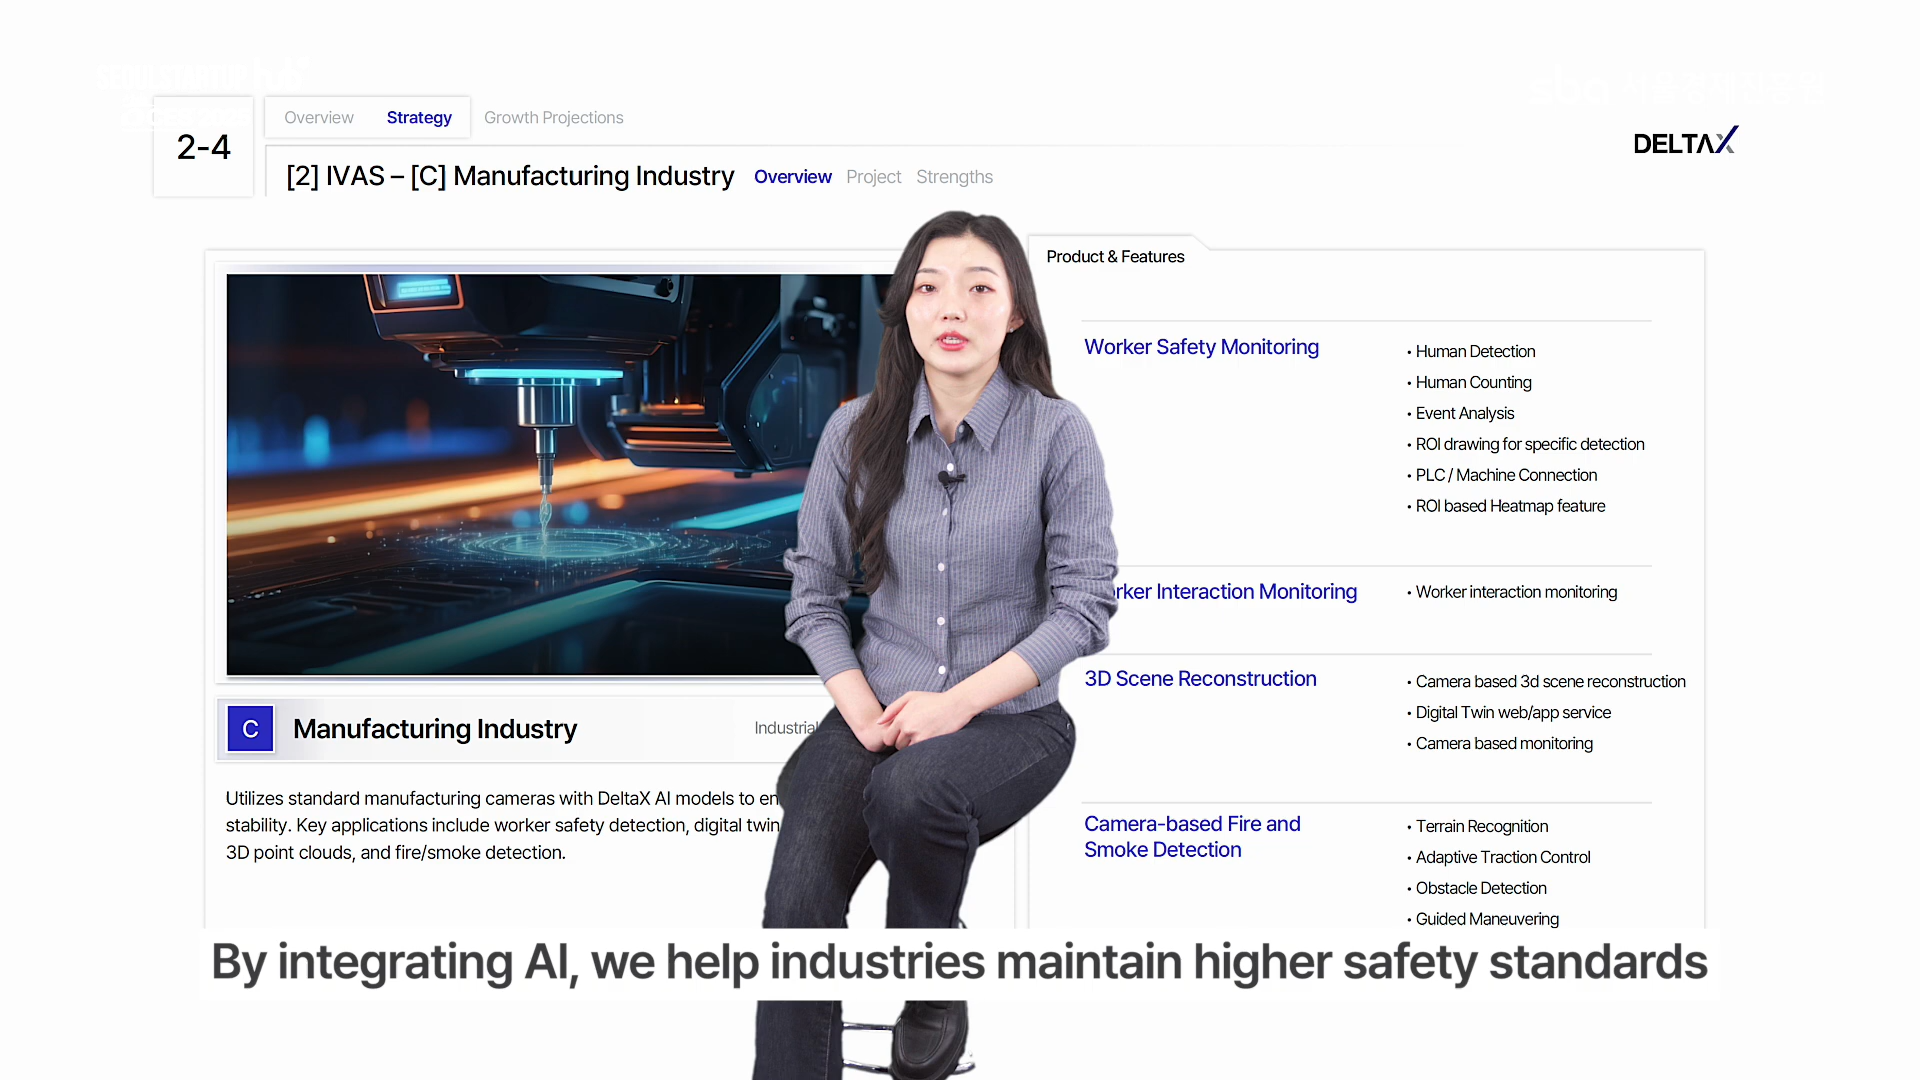 2-4
Overview Strategy Growth Projections
[2] IVAS – [C] Manufacturing Industry Overview Project Strengths
DELTAX
C Manufacturing Industry Industrial
Utilizes standard manufacturing cameras with DeltaX AI models to en
stability. Key applications include worker safety detection, digital twin
3D point clouds, and fire/smoke detection.
Product & Features
Worker Safety Monitoring
• Human Detection
• Human Counting
• Event Analysis
• ROI drawing for specific detection
• PLC / Machine Connection
• ROI based Heatmap feature
orker Interaction Monitoring
• Worker interaction monitoring
3D Scene Reconstruction
• Camera based 3d scene reconstruction
• Digital Twin web/app service
• Camera based monitoring
Camera-based Fire and
Smoke Detection
• Terrain Recognition
• Adaptive Traction Control
• Obstacle Detection
• Guided Maneuvering
By integrating AI, we help industries maintain higher safety standards